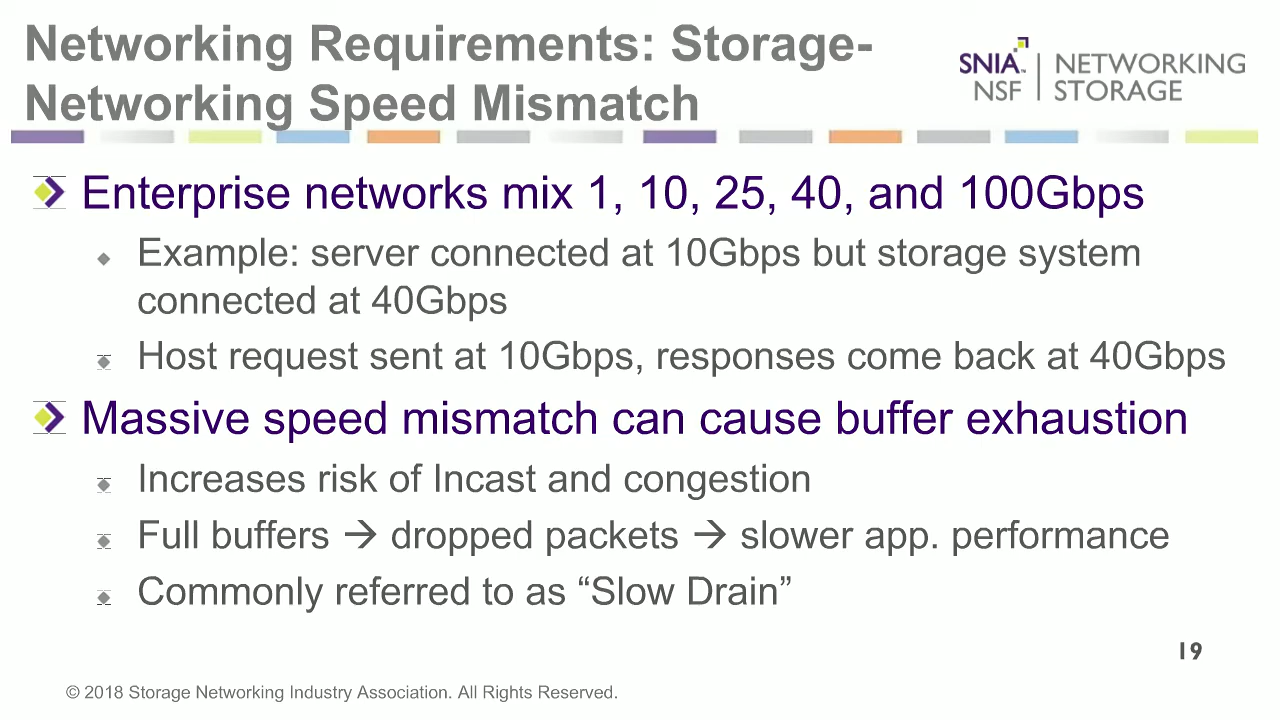 Networking Requirements: Storage-
Networking Speed Mismatch
SNIA™ NSF | NETWORKING STORAGE
Enterprise networks mix 1, 10, 25, 40, and 100Gbps
Example: server connected at 10Gbps but storage system
connected at 40Gbps
Host request sent at 10Gbps, responses come back at 40Gbps
Massive speed mismatch can cause buffer exhaustion
Increases risk of Incast and congestion
Full buffers → dropped packets → slower app. performance
Commonly referred to as “Slow Drain”
19
© 2018 Storage Networking Industry Association. All Rights Reserved.